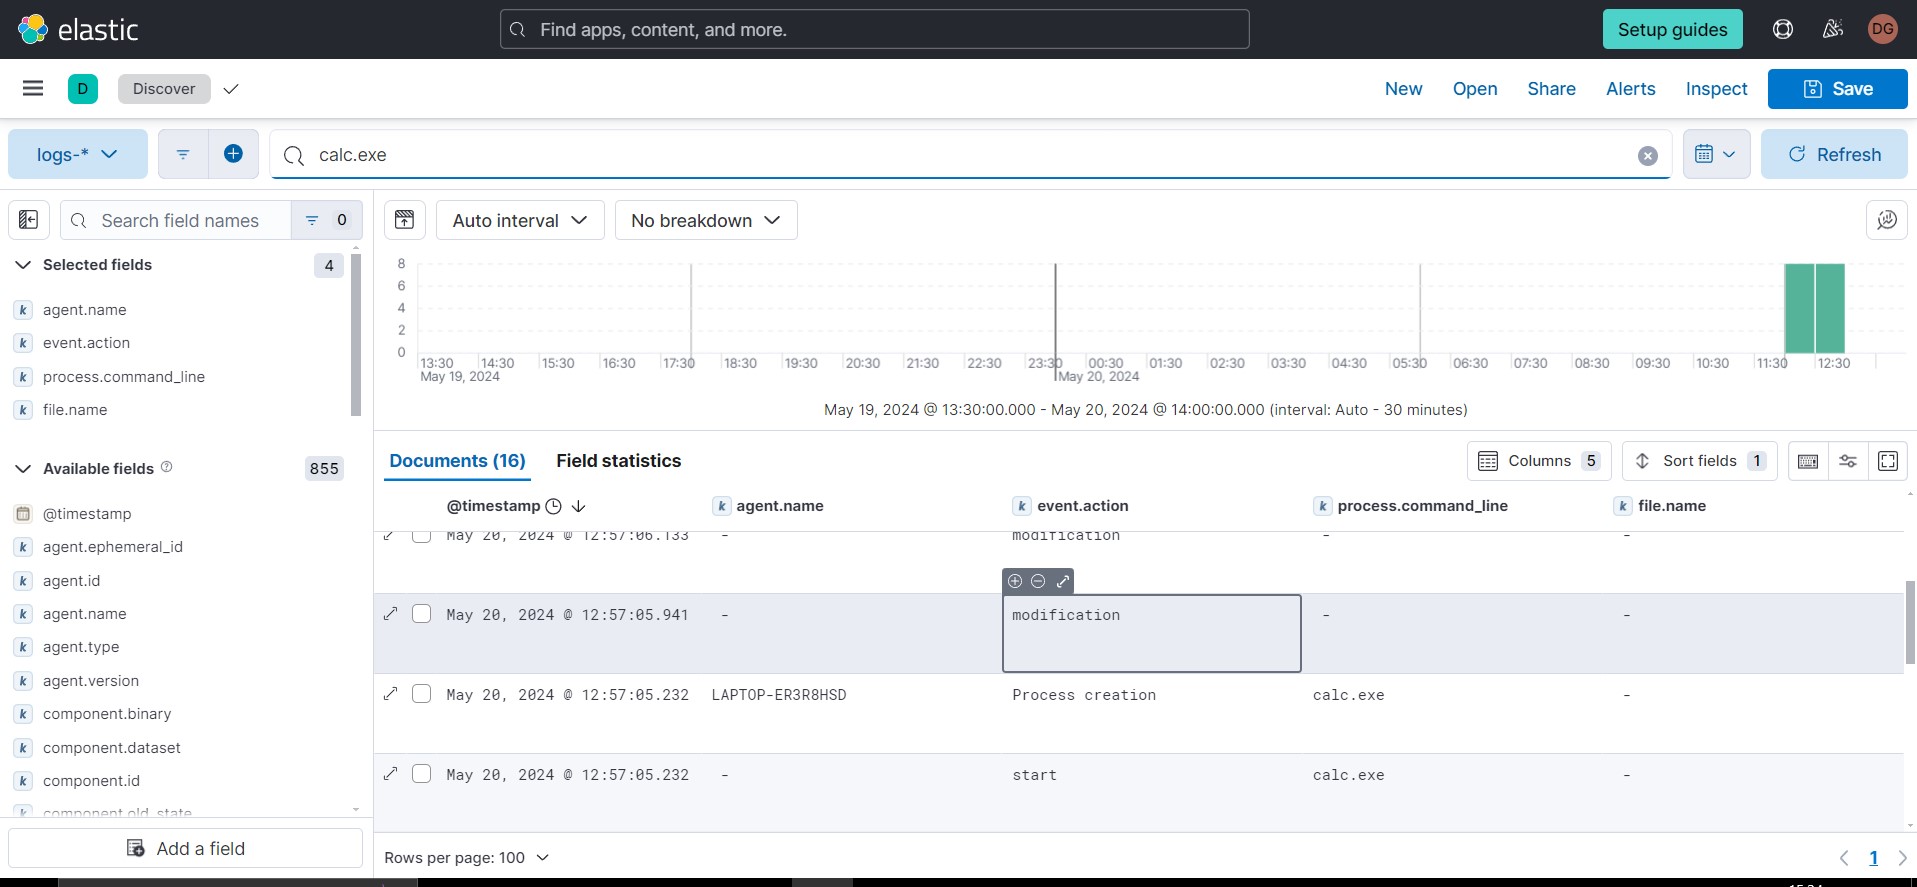 elastic
Find apps, content, and more.
Setup guides
DG
D
Discover
New
Open
Share
Alerts
Inspect
Save
logs-*
calc.exe
Refresh
Search field names
0
Auto interval
No breakdown
Selected fields
4
k agent.name
k event.action
k process.command_line
k file.name
Available fields
855
@timestamp
k agent.ephemeral_id
k agent.id
k agent.name
k agent.type
k agent.version
k component.binary
k component.dataset
k component.id
k component.old_state
Add a field
8
6
4
2
0
13:30 14:30 15:30 16:30 17:30 18:30 19:30 20:30 21:30 22:30 23:30 00:30 01:30 02:30 03:30 04:30 05:30 06:30 07:30 08:30 09:30 10:30 11:30 12:30
May 19, 2024 May 20, 2024
May 19, 2024 @ 13:30:00.000 - May 20, 2024 @ 14:00:00.000 (interval: Auto - 30 minutes)
Documents (16) Field statistics
Columns 5
Sort fields 1
@timestamp k agent.name k event.action k process.command_line k file.name
May 20, 2024 @ 12:57:06.133 - modification - -
May 20, 2024 @ 12:57:05.941 - modification - -
May 20, 2024 @ 12:57:05.232 LAPTOP-ER3R8HSD Process creation calc.exe -
May 20, 2024 @ 12:57:05.232 - start calc.exe -
Rows per page: 100
1